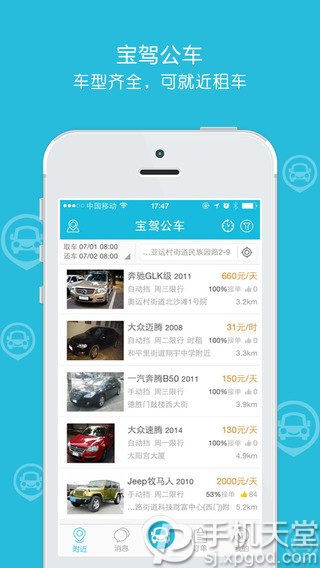 宝驾公车
车型齐全，可就近租车
中国移动
17:47
宝驾公车
取车 07/01 08:00
还车 07/02 08:00
...亚运村街道民族园路2-9
奔驰GLK级 2011
660元/天
自动挡 周三限行
100%接单 0
奥运村街道北沙滩1号院
3.2km
大众迈腾 2008
31元/时
自动挡 周二限行 时租
100%接单 0
和平里街道翔宇中学附近
3.3km
一汽奔腾B50 2011
150元/天
手动挡 周三限行
100%接单 0
德胜门鼓楼西大街
3.9km
大众速腾 2014
130元/天
自动挡 周一限行
100%接单 0
太阳宫大厦
4.3km
Jeep牧马人 2010
2000元/天
手动挡 周二限行
53%接单 84
...路街道科技财富中心(西门)附
3.2km
附近
消息
订单
手机天堂
sj.xpgod.com